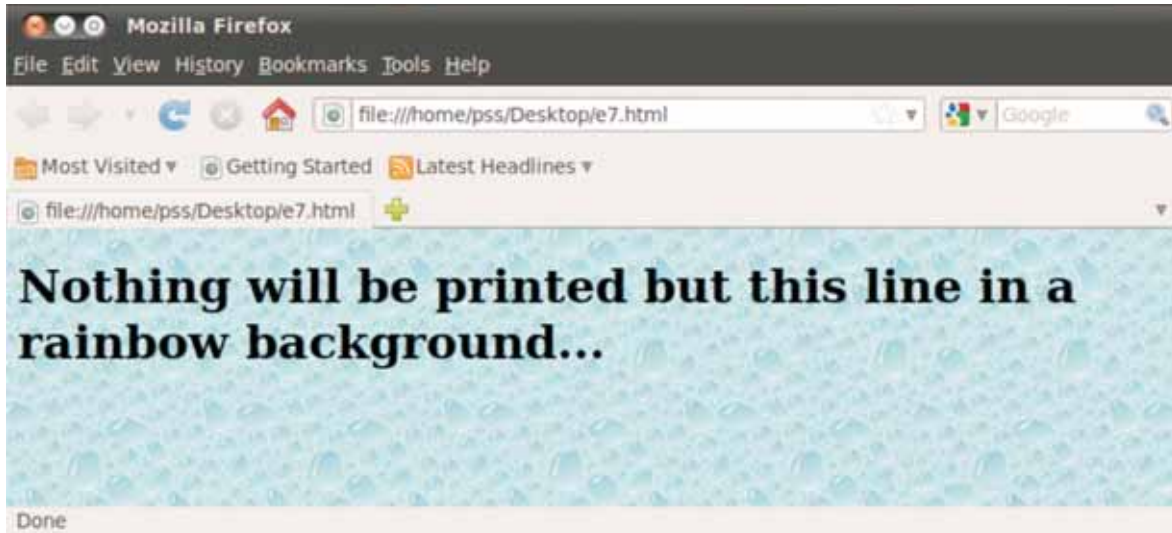 Mozilla Firefox
File Edit View History Bookmarks Tools Help
file:///home/pss/Desktop/e7.html Google
Most Visited Getting Started Latest Headlines
file:///home/pss/Desktop/e7.html
Nothing will be printed but this line in a
rainbow background...
Done